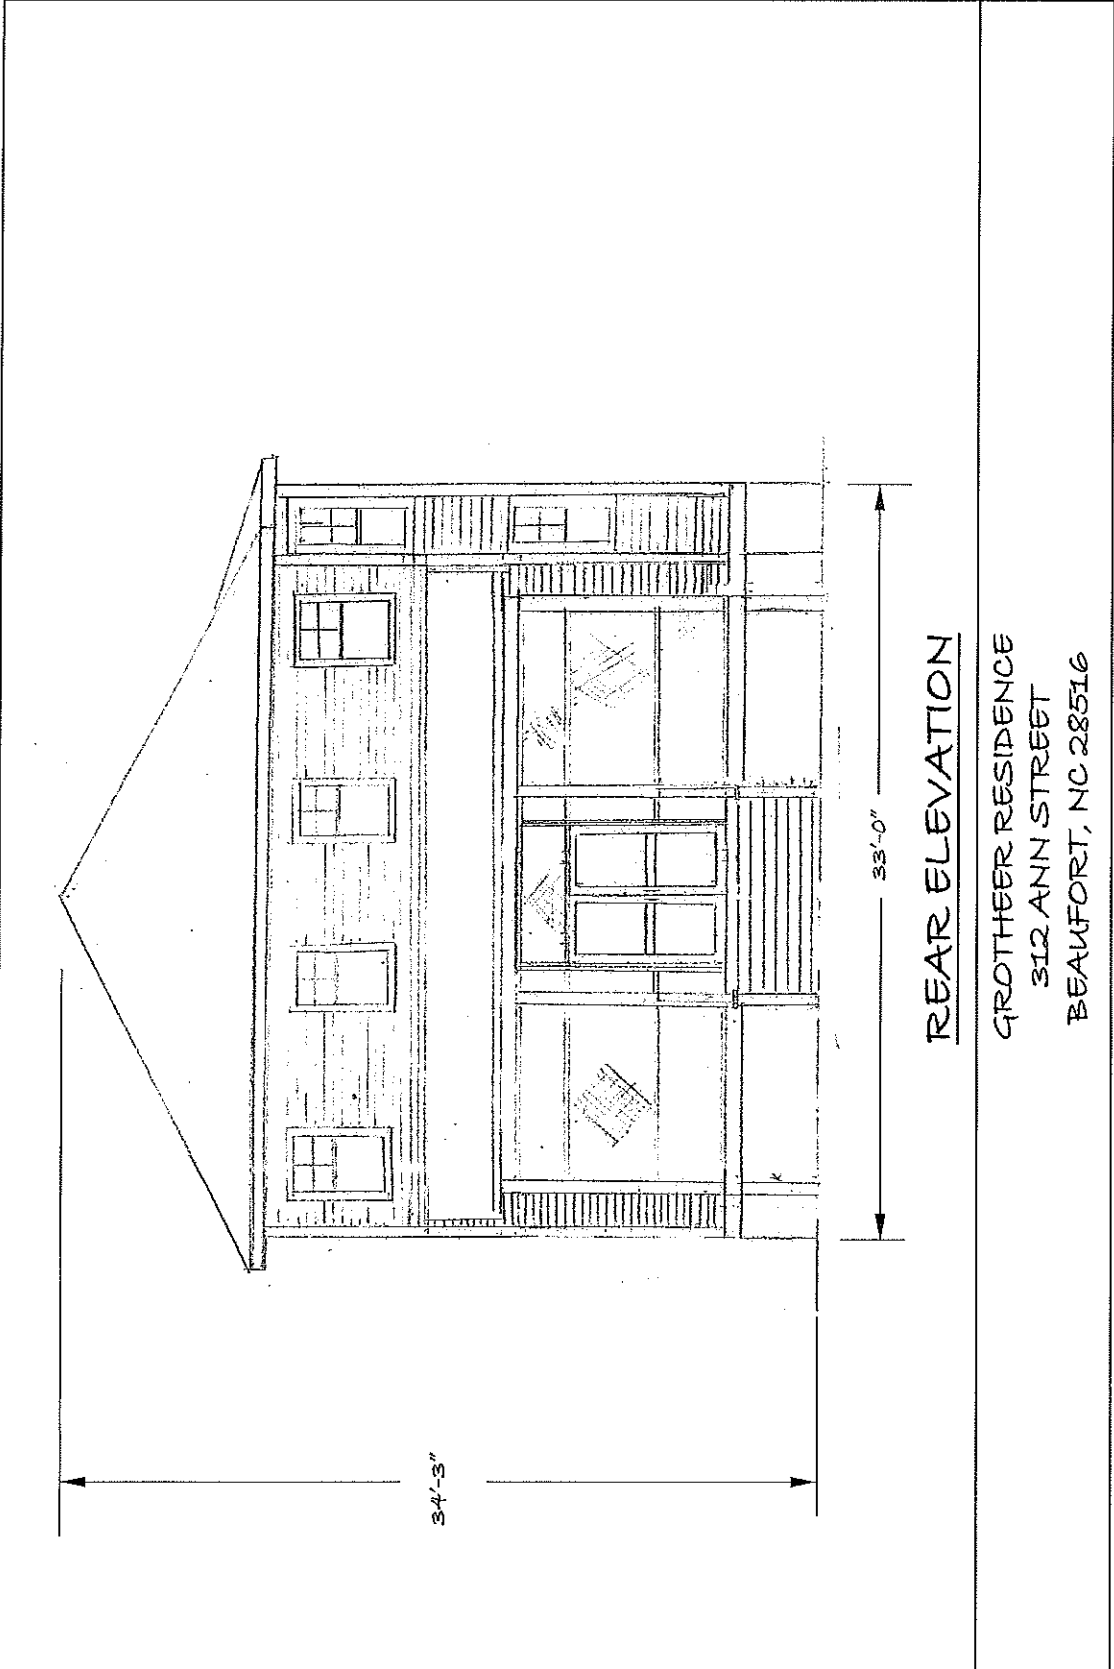 34'-3"
33'-0"
REAR ELEVATION
GROTHEER RESIDENCE
312 ANN STREET
BEAUFORT, NC 28516